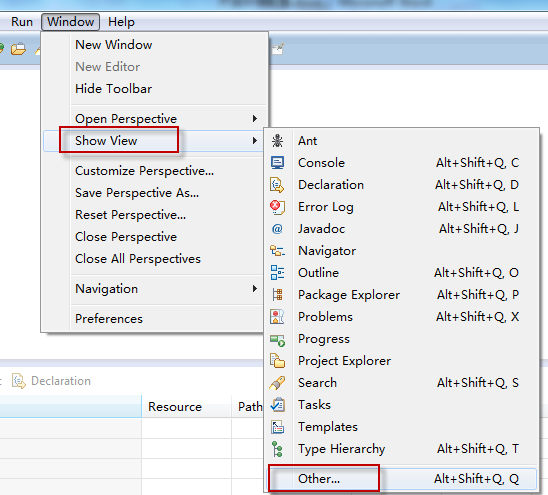 Run Window Help
New Window
New Editor
Hide Toolbar
Open Perspective
Show View
Customize Perspective...
Save Perspective As...
Reset Perspective...
Close Perspective
Close All Perspectives
Navigation
Preferences
Ant
Console Alt+Shift+Q, C
Declaration Alt+Shift+Q, D
Error Log Alt+Shift+Q, L
Javadoc Alt+Shift+Q, J
Navigator
Outline Alt+Shift+Q, O
Package Explorer Alt+Shift+Q, P
Problems Alt+Shift+Q, X
Progress
Project Explorer
Search Alt+Shift+Q, S
Tasks
Templates
Type Hierarchy Alt+Shift+Q, T
Other... Alt+Shift+Q, Q
Declaration
Resource Path